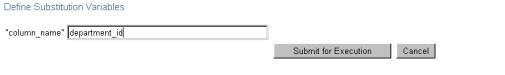 Define Substitution Variables
"column_name" department_id
Submit for Execution Cancel